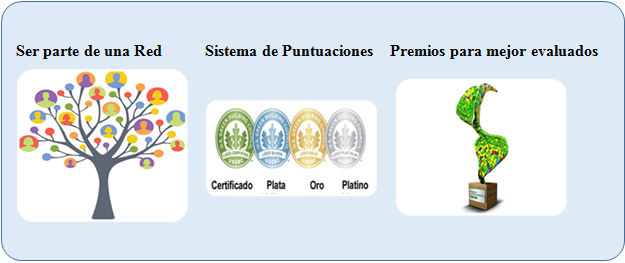 Ser parte de una Red
Sistema de Puntuaciones
Premios para mejor evaluados
Certificado
Plata
Oro
Platino